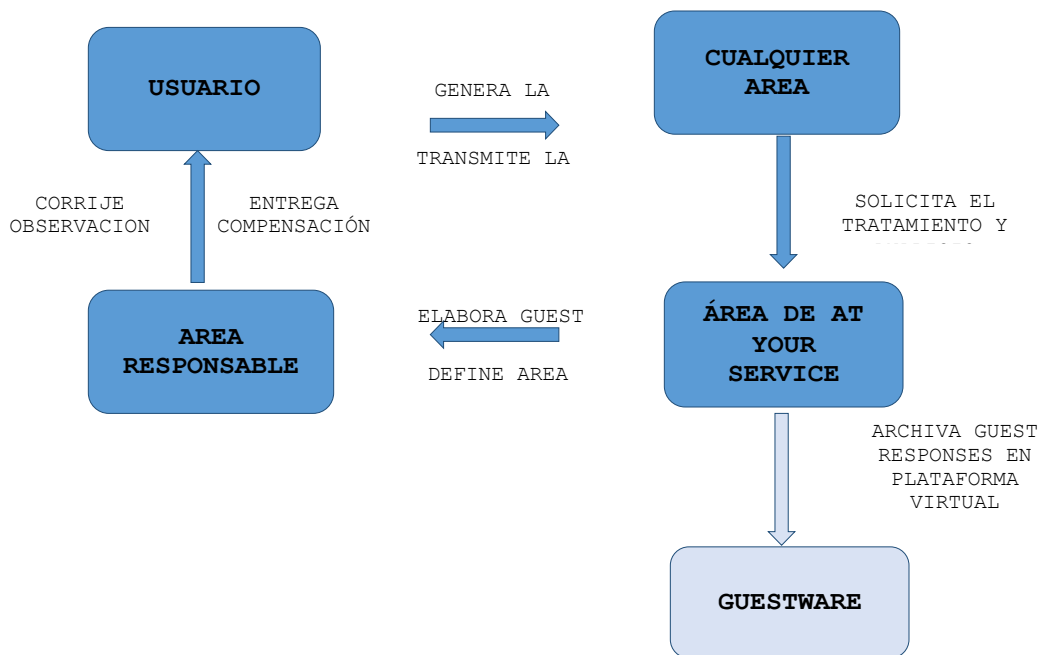 USUARIO
GENERA LA
TRANSMITE LA
CUALQUIER
AREA
CORRIJE
OBSERVACION
ENTREGA
COMPENSACIÓN
SOLICITA EL
TRATAMIENTO Y
AREA
RESPONSABLE
ELABORA GUEST
DEFINE AREA
ÁREA DE AT
YOUR
SERVICE
ARCHIVA GUEST
RESPONSES EN
PLATAFORMA
VIRTUAL
GUESTWARE